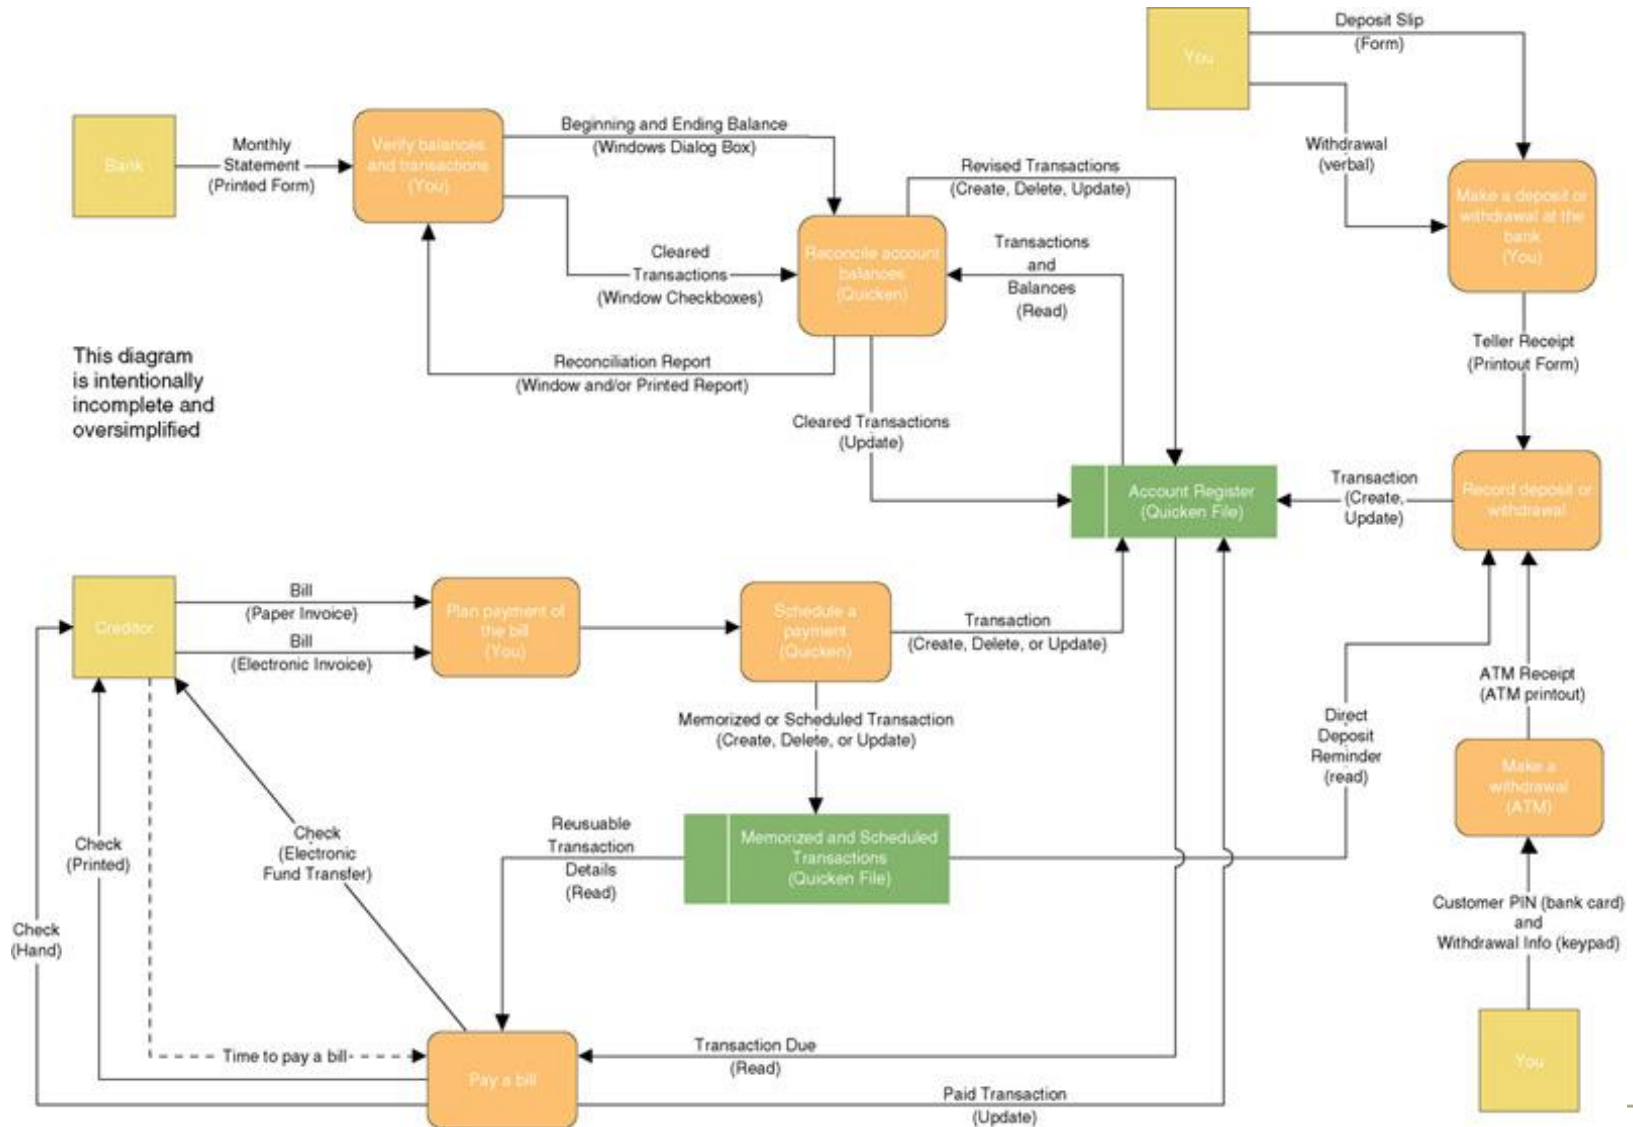 Deposit Slip
(Form)
You
Withdrawal
(verbal)
Make a deposit or
withdrawal at the
bank
(You)
Bank
Monthly
Statement
(Printed Form)
Verify balances
and transactions
(You)
Beginning and Ending Balance
(Windows Dialog Box)
Revised Transactions
(Create, Delete, Update)
Cleared
Transactions
(Window Checkboxes)
Reconcile account
balances
(Quicken)
Transactions
and
Balances
(Read)
Teller Receipt
(Printout Form)
This diagram
is intentionally
incomplete and
oversimplified
Reconciliation Report
(Window and/or Printed Report)
Cleared Transactions
(Update)
Account Register
(Quicken File)
Transaction
(Create,
Update)
Record deposit or
withdrawal
Creditor
Bill
(Paper Invoice)
Bill
(Electronic Invoice)
Plan payment of
the bill
(You)
Schedule a
payment
(Quicken)
Transaction
(Create, Delete, or Update)
ATM Receipt
(ATM printout)
Memorized or Scheduled Transaction
(Create, Delete, or Update)
Direct
Deposit
Reminder
(read)
Make a
withdrawal
(ATM)
Check
(Printed)
Check
(Electronic
Fund Transfer)
Reusuable
Transaction
Details
(Read)
Memorized and Scheduled
Transactions
(Quicken File)
Check
(Hand)
Customer PIN (bank card)
and
Withdrawal Info (keypad)
Time to pay a bill
Pay a bill
Transaction Due
(Read)
Paid Transaction
(Update)
You